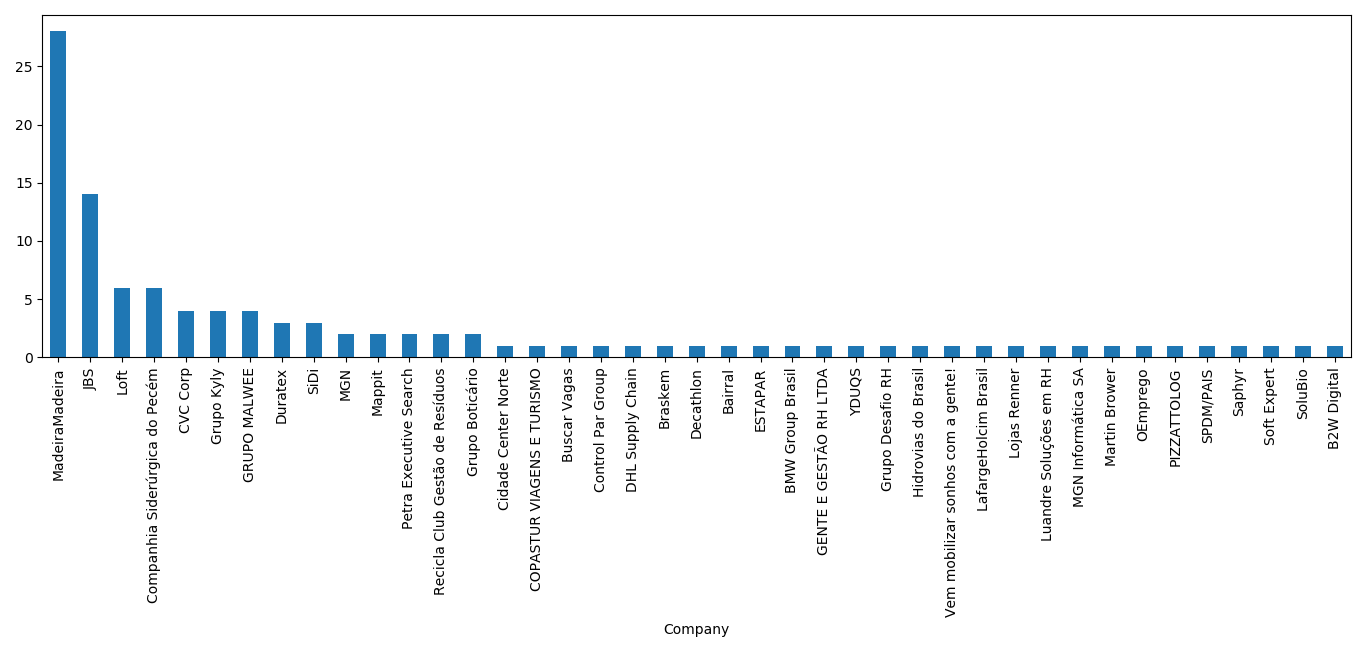 25
20
15
10
5
0
MadeiraMadeira
JBS
Loft
Companhia Siderúrgica do Pecém
CVC Corp
Grupo Kyly
GRUPO MALWEE
Duratex
SiDi
MGN
Mappit
Petra Executive Search
Recicla Club Gestão de Resíduos
Grupo Boticário
Cidade Center Norte
COPASTUR VIAGENS E TURISMO
Buscar Vagas
Control Par Group
DHL Supply Chain
Braskem
Decathlon
Bairral
ESTAPAR
BMW Group Brasil
GENTE E GESTÃO RH LTDA
YDUQS
Grupo Desafio RH
Hidrovias do Brasil
Vem mobilizar sonhos com a gente!
LafargeHolcim Brasil
Lojas Renner
Luandre Soluções em RH
MGN Informática SA
Martin Brower
OEmprego
PIZZATTOLOG
SPDM/PAIS
Saphyr
Soft Expert
SoluBio
B2W Digital
Company